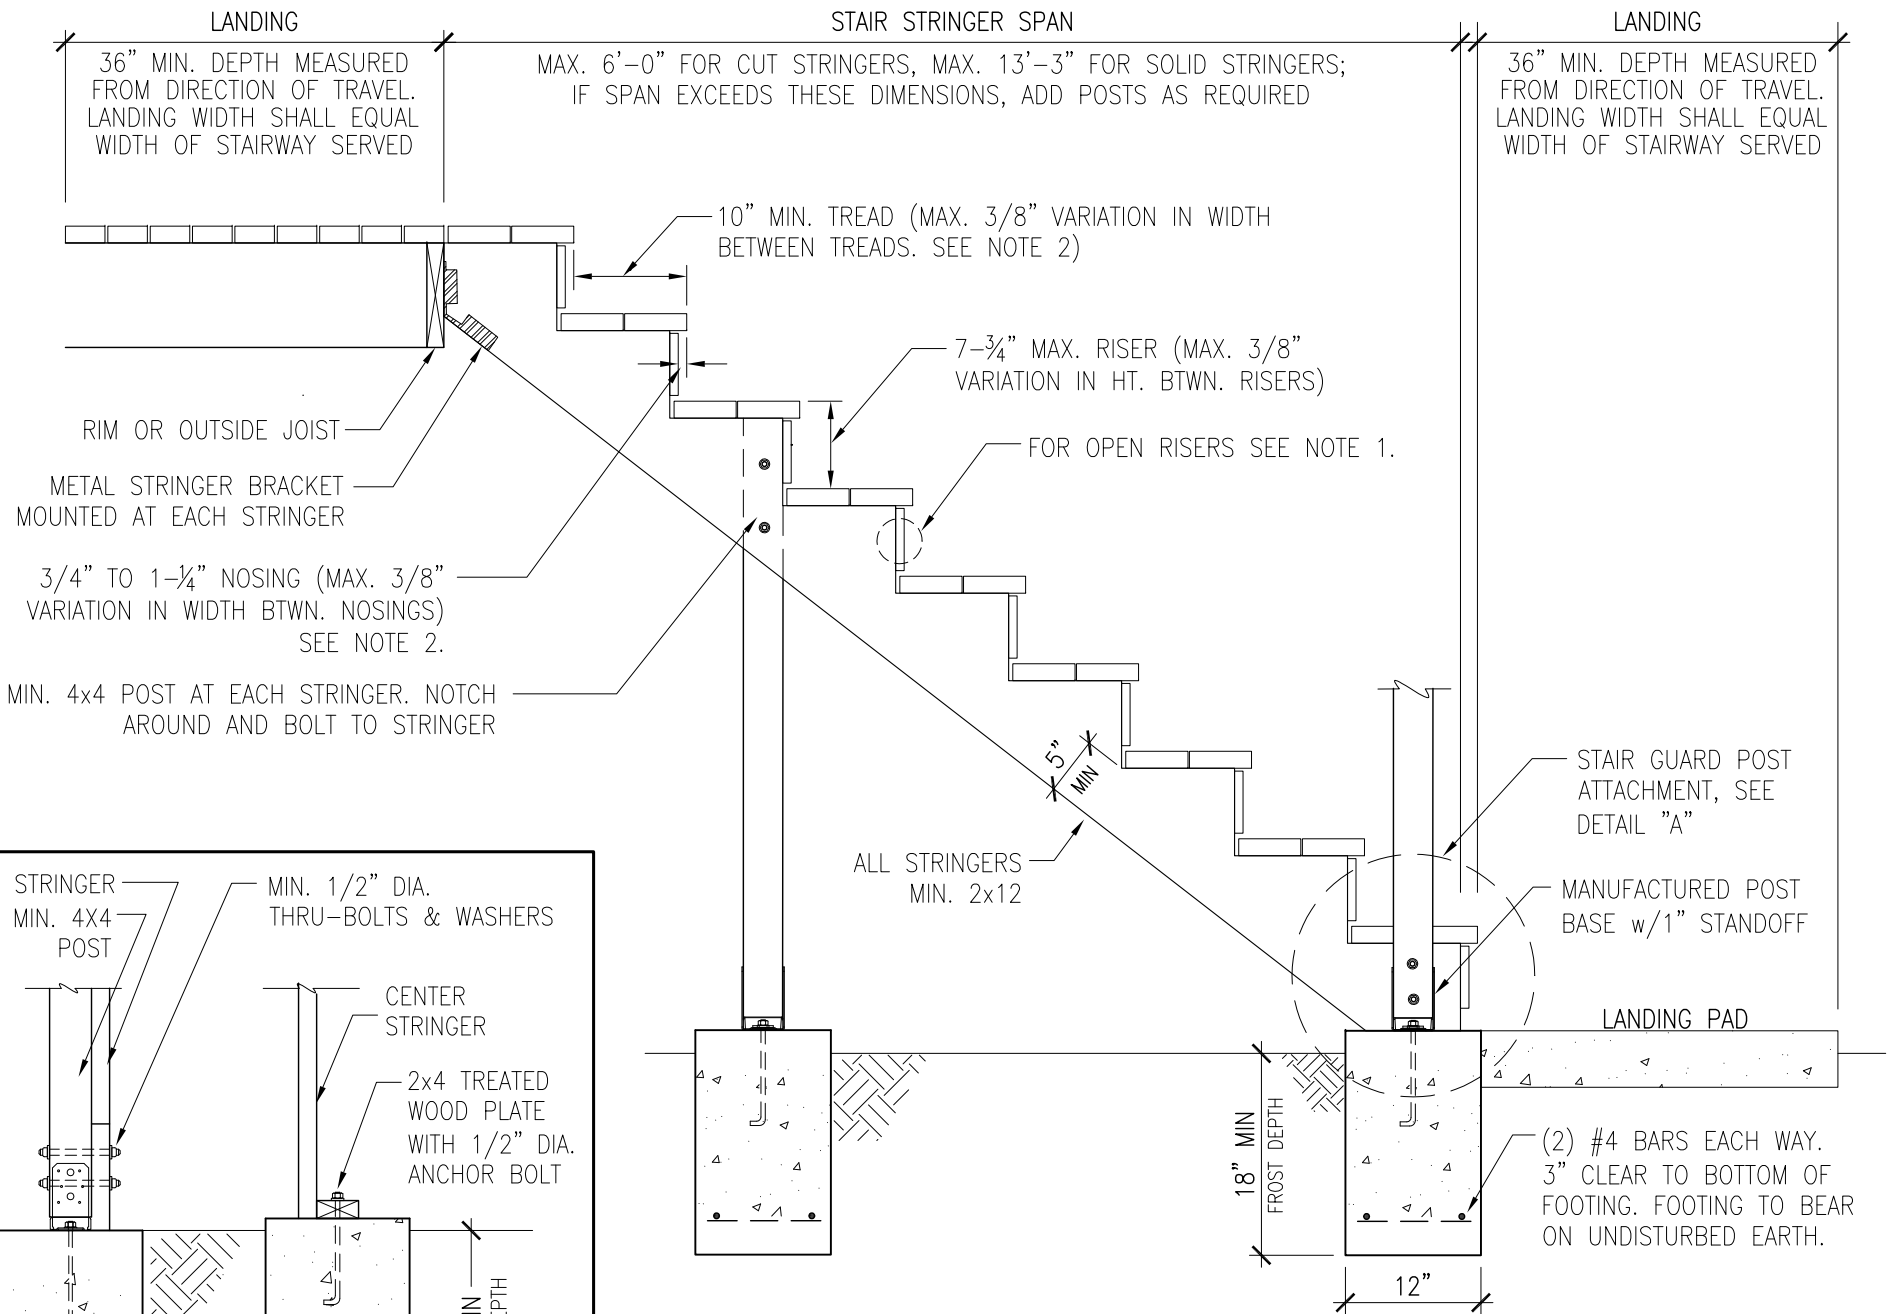 LANDING
36” MIN. DEPTH MEASURED
FROM DIRECTION OF TRAVEL.
LANDING WIDTH SHALL EQUAL
WIDTH OF STAIRWAY SERVED
STAIR STRINGER SPAN
MAX. 6’-0” FOR CUT STRINGERS, MAX. 13’-3” FOR SOLID STRINGERS;
IF SPAN EXCEEDS THESE DIMENSIONS, ADD POSTS AS REQUIRED
LANDING
36” MIN. DEPTH MEASURED
FROM DIRECTION OF TRAVEL.
LANDING WIDTH SHALL EQUAL
WIDTH OF STAIRWAY SERVED
10” MIN. TREAD (MAX. 3/8” VARIATION IN WIDTH
BETWEEN TREADS. SEE NOTE 2)
7-¾” MAX. RISER (MAX. 3/8”
VARIATION IN HT. BTWN. RISERS)
FOR OPEN RISERS SEE NOTE 1.
RIM OR OUTSIDE JOIST
METAL STRINGER BRACKET
MOUNTED AT EACH STRINGER
3/4” TO 1-¼” NOSING (MAX. 3/8”
VARIATION IN WIDTH BTWN. NOSINGS)
SEE NOTE 2.
MIN. 4x4 POST AT EACH STRINGER. NOTCH
AROUND AND BOLT TO STRINGER
5”
MIN
ALL STRINGERS
MIN. 2x12
STAIR GUARD POST
ATTACHMENT, SEE
DETAIL ”A”
MANUFACTURED POST
BASE w/1” STANDOFF
LANDING PAD
18” MIN
FROST DEPTH
(2) #4 BARS EACH WAY.
3” CLEAR TO BOTTOM OF
FOOTING. FOOTING TO BEAR
ON UNDISTURBED EARTH.
12”
STRINGER
MIN. 4X4
POST
MIN. 1/2” DIA.
THRU-BOLTS & WASHERS
CENTER
STRINGER
2x4 TREATED
WOOD PLATE
WITH 1/2” DIA.
ANCHOR BOLT